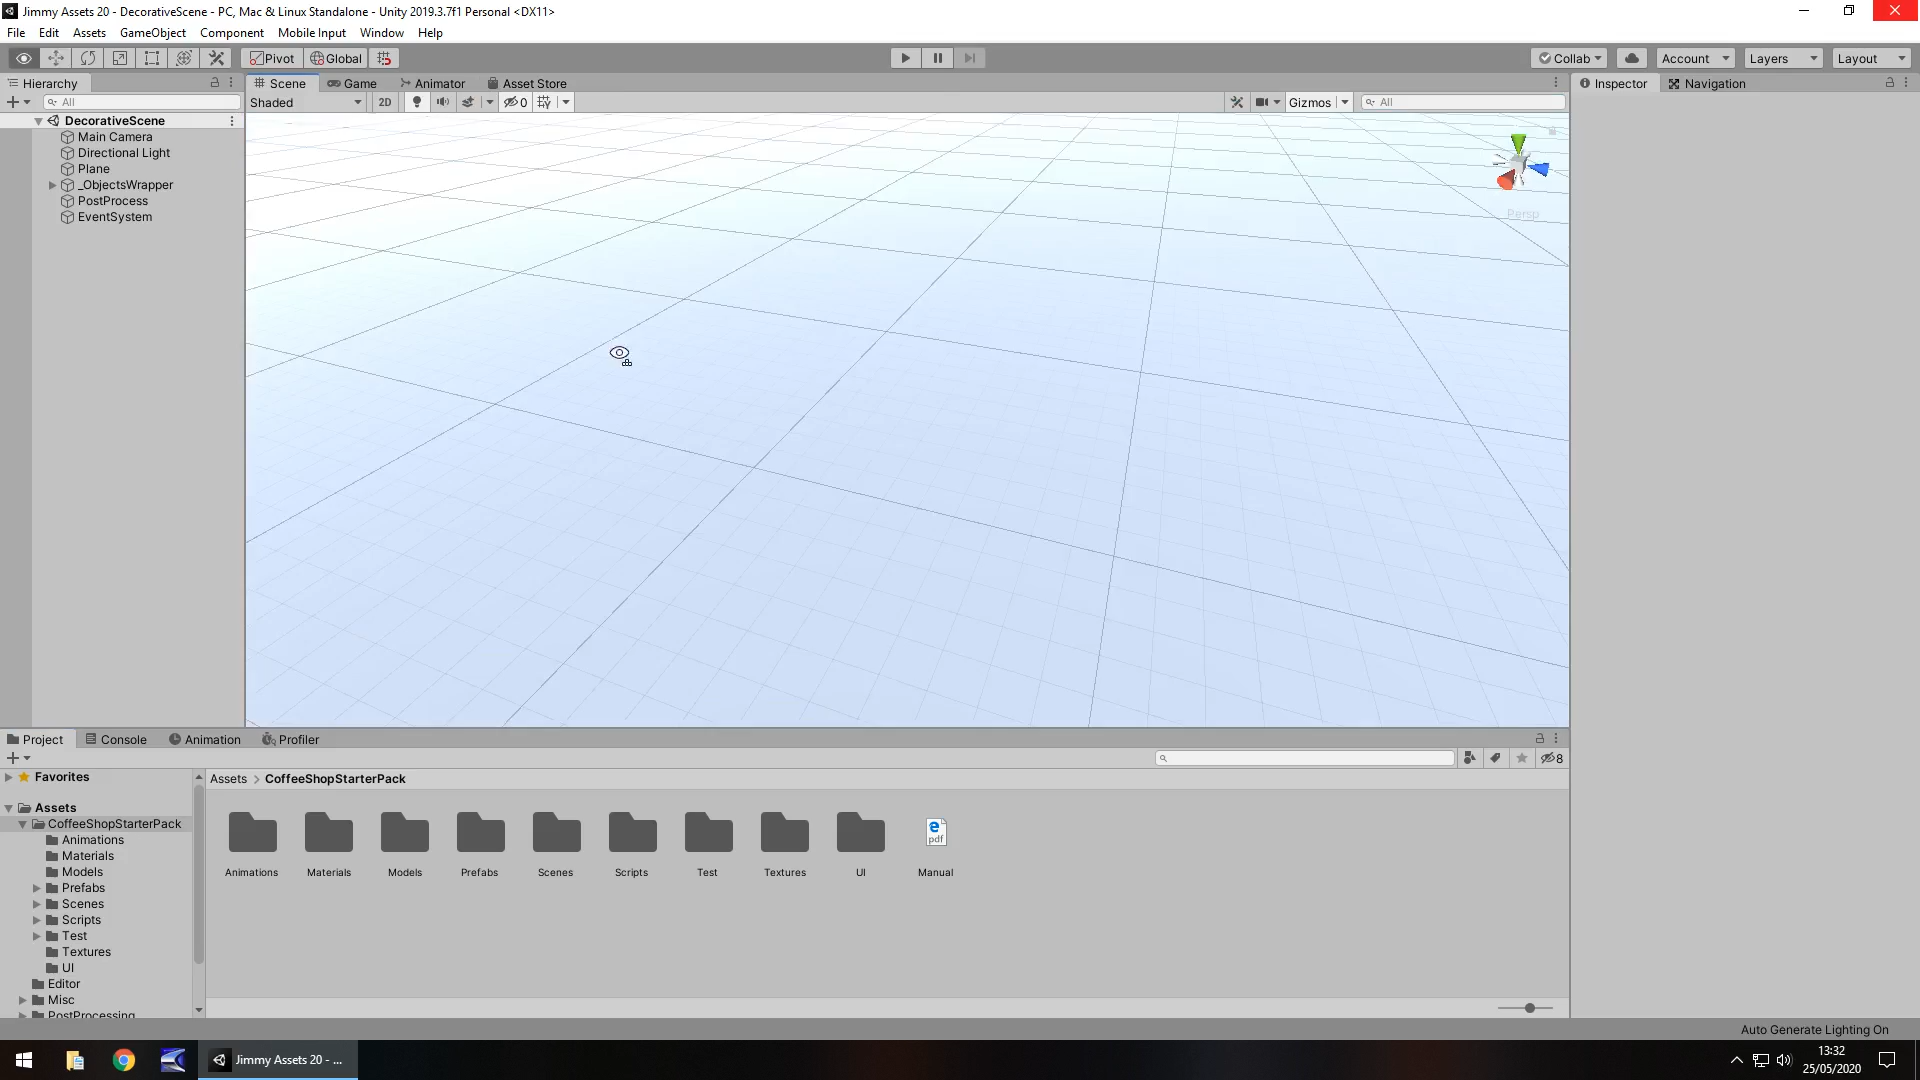 Jimmy Assets 20 - DecorativeScene - PC, Mac & Linux Standalone - Unity 2019.3.7f1 Personal <DX11>
File Edit Assets GameObject Component Mobile Input Window Help
Pivot Global Collab Account Layers Layout
Hierarchy Scene Game Animator Asset Store Inspector Navigation
All Shaded 2D 0 Gizmos All
DecorativeScene
Main Camera
Directional Light
Plane
_ObjectsWrapper
PostProcess
EventSystem
Persp
Project Console Animation Profiler
8
Favorites
Assets > CoffeeShopStarterPack
Assets
CoffeeShopStarterPack
Animations
Materials
Models
Prefabs
Scenes
Scripts
Test
Textures
UI
Editor
Misc
PostProcessing
pdf
Animations Materials Models Prefabs Scenes Scripts Test Textures UI Manual
Auto Generate Lighting On
Jimmy Assets 20 - ...
13:32
25/05/2020